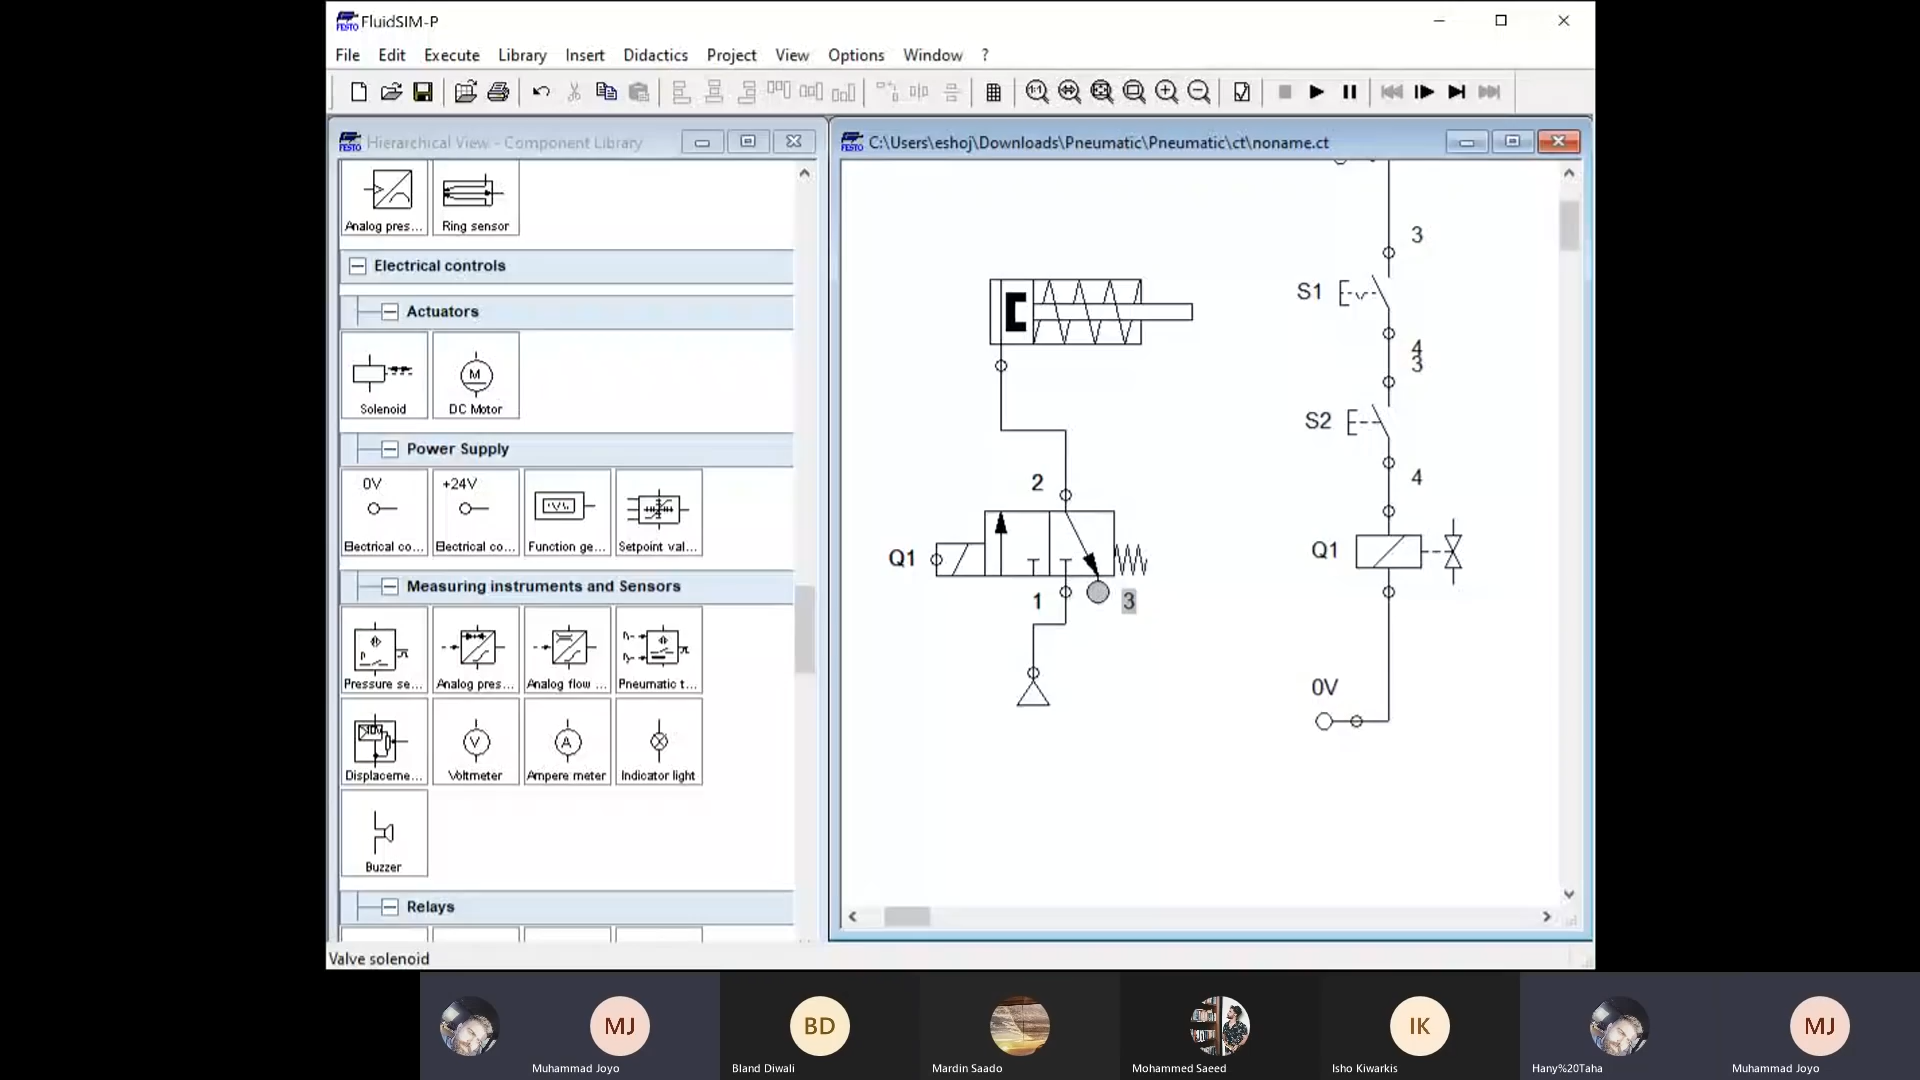 FESTO FluidSIM-P
File Edit Execute Library Insert Didactics Project View Options Window ?
1:1
FESTO Hierarchical View - Component Library
FESTO C:\Users\eshoj\Downloads\Pneumatic\Pneumatic\ct\noname.ct
Analog pres... Ring sensor
Electrical controls
Actuators
M
Solenoid DC Motor
Power Supply
0V +24V
Electrical co... Electrical co... Function ge... Setpoint val...
Measuring instruments and Sensors
Pressure se... Analog pres... Analog flow ... Pneumatic t...
V A
Displaceme... Voltmeter Ampere meter Indicator light
Buzzer
Relays
3
S1
4
3
S2
4
2
Q1
1
3
Q1
0V
Valve solenoid
MJ BD IK MJ
Muhammad Joyo Bland Diwali Mardin Saado Mohammed Saeed Isho Kiwarkis Hany%20Taha Muhammad Joyo